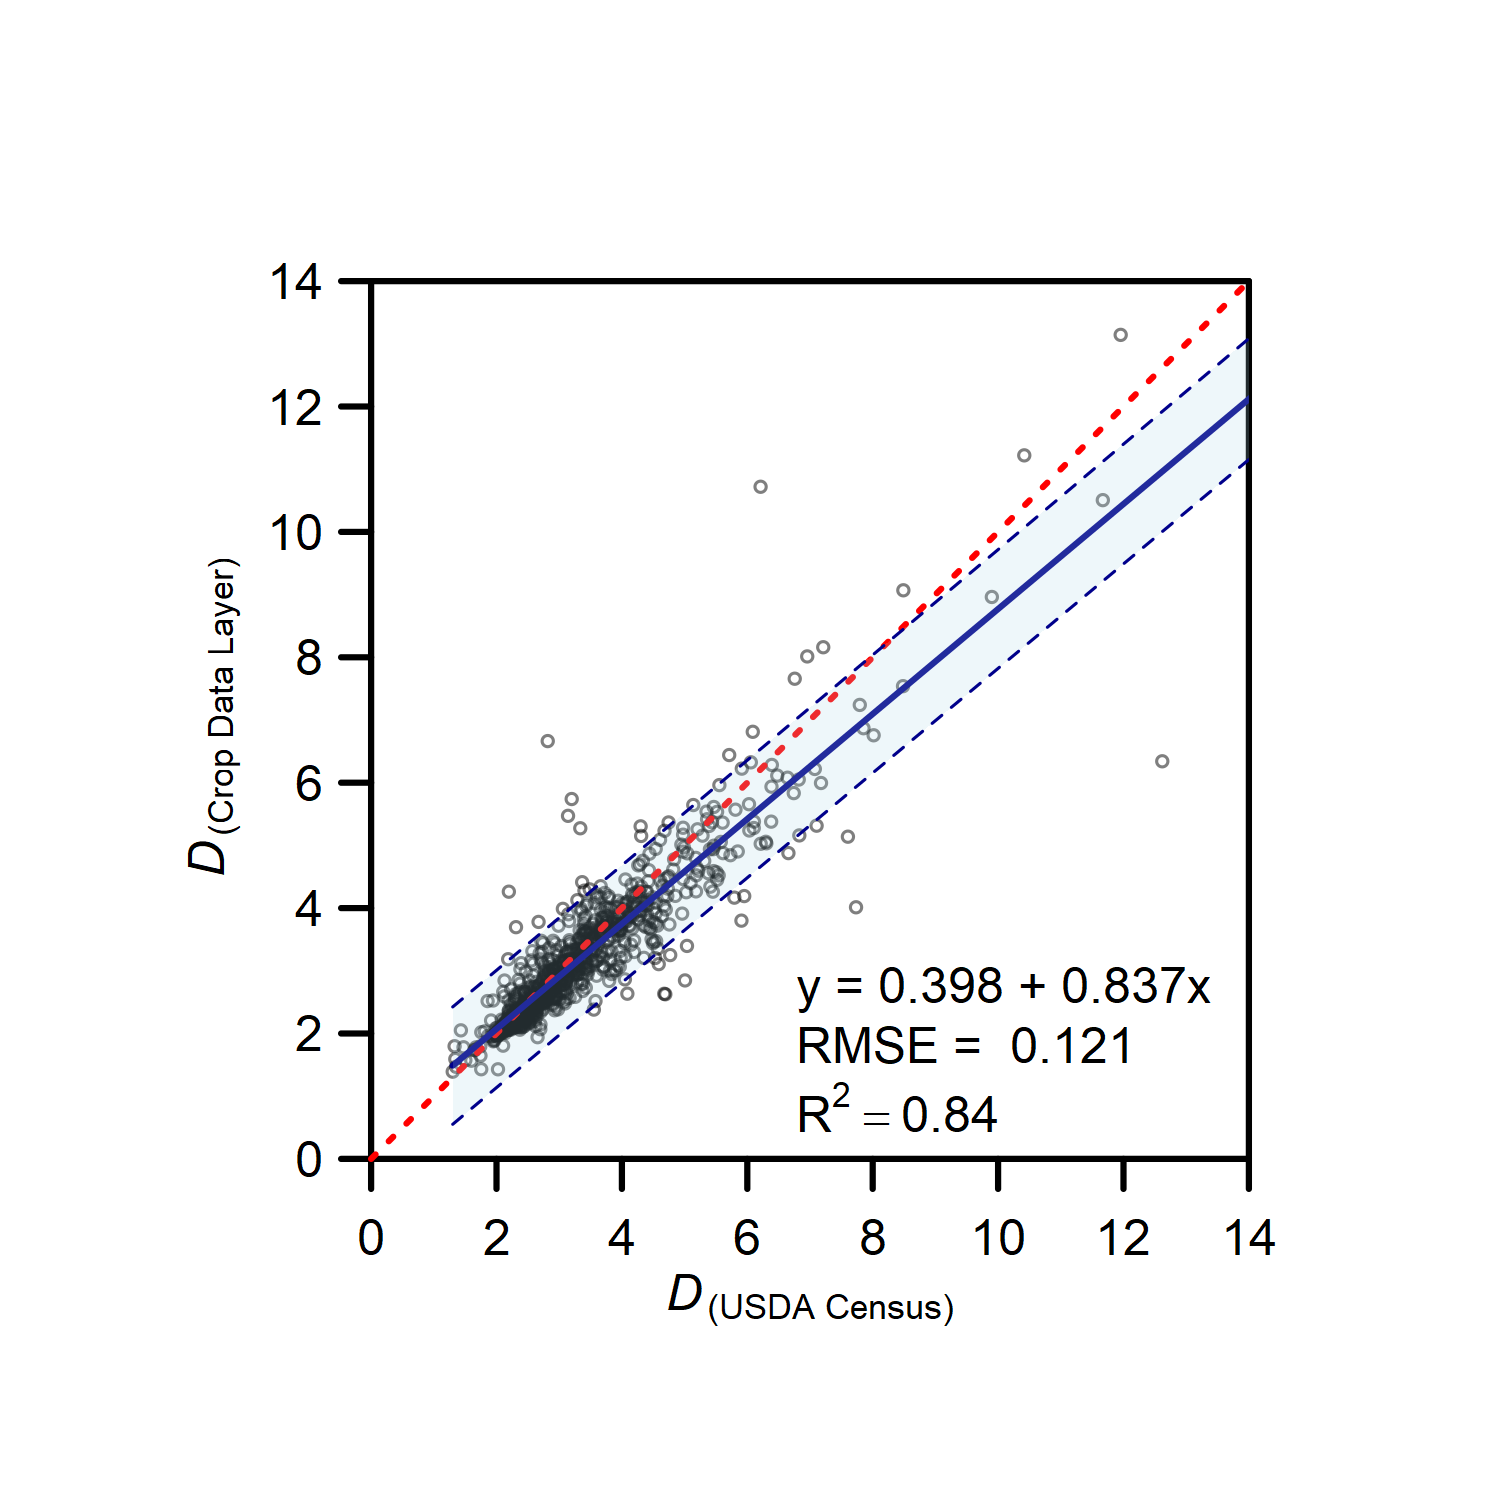 14
12
10
8
6
4
2
0
D (Crop Data Layer)
y = 0.398 + 0.837x
RMSE = 0.121
R² = 0.84
0 2 4 6 8 10 12 14
D (USDA Census)